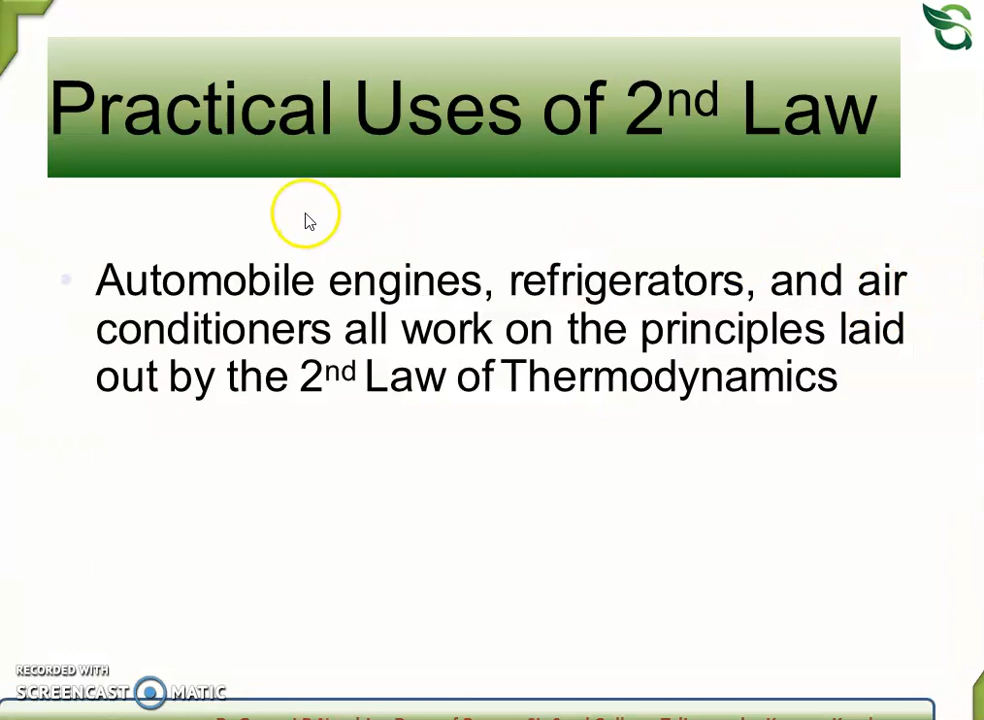 Practical Uses of 2nd Law
• Automobile engines, refrigerators, and air
conditioners all work on the principles laid
out by the 2nd Law of Thermodynamics
RECORDED WITH
SCREENCAST MATIC